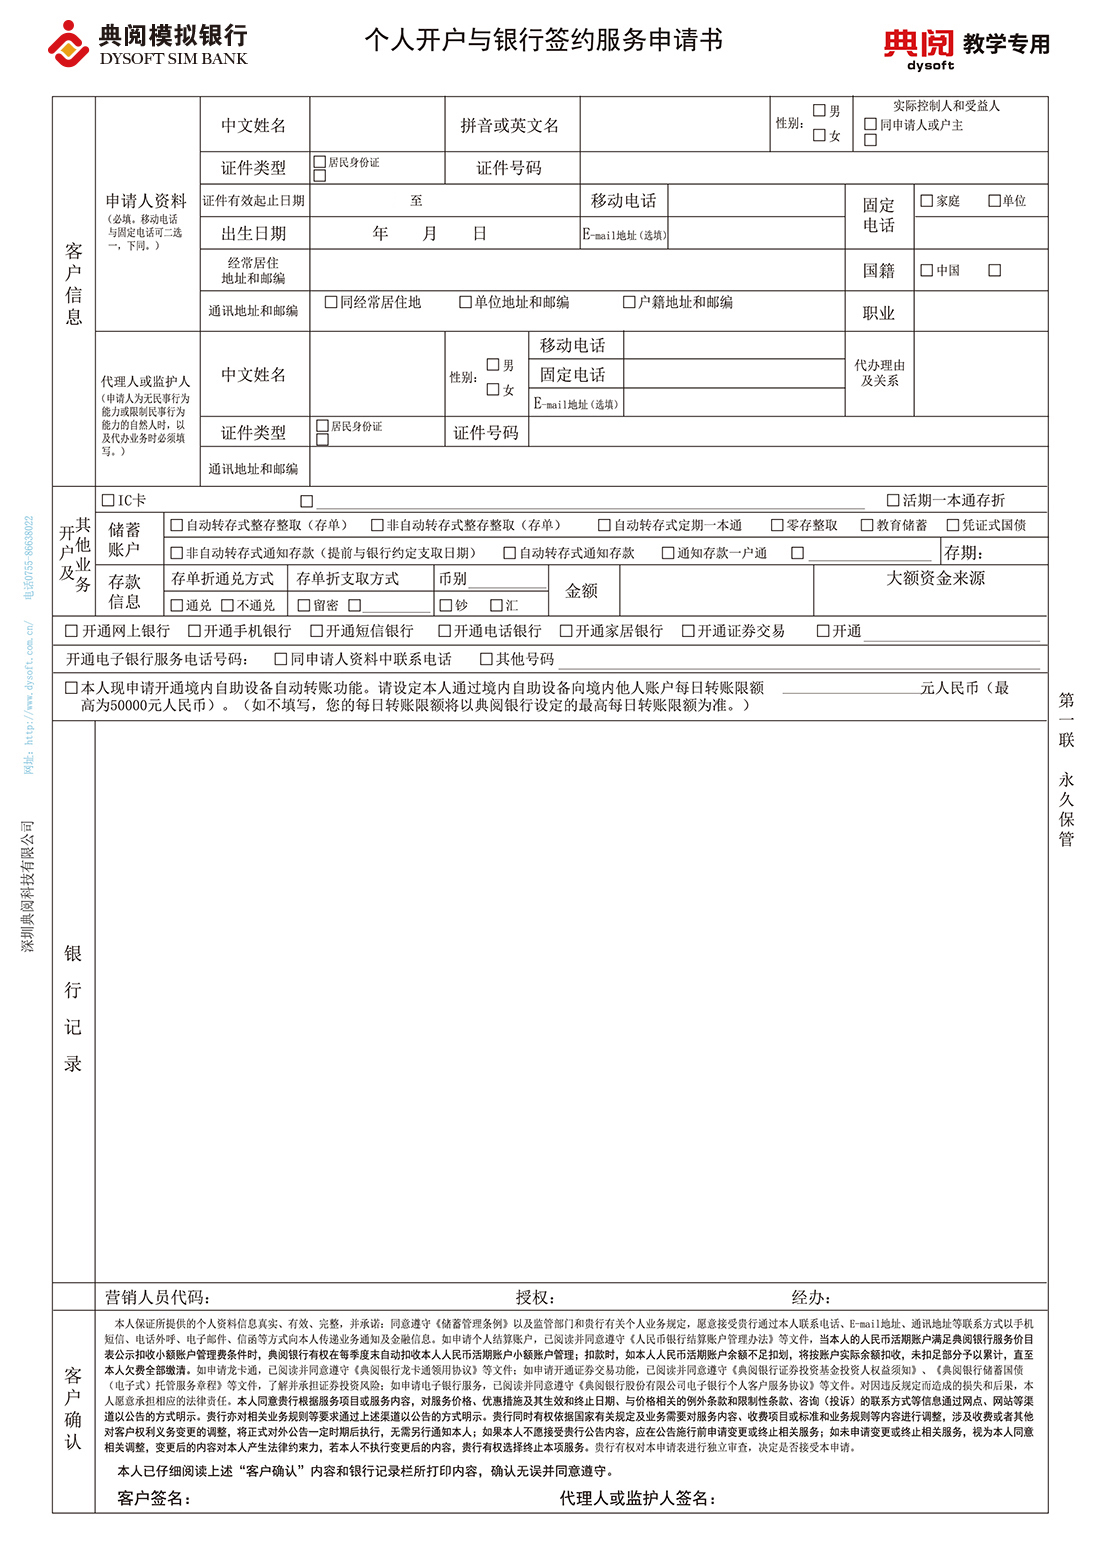 典阅模拟银行
DYSOFT SIM BANK
个人开户与银行签约服务申请书
典阅 教学专用
dysoft
客户信息
申请人资料
(必填。移动电话
与固定电话可二选
一，下同。)
中文姓名
拼音或英文名
性别：
男
女
实际控制人和受益人
同申请人或户主
证件类型
居民身份证
证件号码
证件有效起止日期
至
移动电话
固定
电话
家庭
单位
出生日期
年 月 日
E-mail地址(选填)
经常居住
地址和邮编
国籍
中国
通讯地址和邮编
同经常居住地
单位地址和邮编
户籍地址和邮编
职业
代理人或监护人
(申请人为无民事行为
能力或限制民事行为
能力的自然人时，以
及代办业务时必须填
写。)
中文姓名
性别：
男
女
移动电话
固定电话
E-mail地址(选填)
代办理由
及关系
证件类型
居民身份证
证件号码
通讯地址和邮编
开户及其他业务
IC卡
活期一本通存折
储蓄
账户
自动转存式整存整取（存单） 非自动转存式整存整取（存单） 自动转存式定期一本通 零存整取 教育储蓄 凭证式国债
非自动转存式通知存款（提前与银行约定支取日期） 自动转存式通知存款 通知存款一户通 存期：
存款
信息
存单折通兑方式
存单折支取方式
币别
金额
大额资金来源
通兑 不通兑 留密 钞 汇
开通网上银行 开通手机银行 开通短信银行 开通电话银行 开通家居银行 开通证券交易 开通
开通电子银行服务电话号码： 同申请人资料中联系电话 其他号码
本人现申请开通境内自助设备自动转账功能。请设定本人通过境内自助设备向境内他人账户每日转账限额 元人民币（最
高为50000元人民币）。（如不填写，您的每日转账限额将以典阅银行设定的最高每日转账限额为准。）
银行记录
营销人员代码： 授权： 经办：
客户确认
本人保证所提供的个人资料信息真实、有效、完整，并承诺：同意遵守《储蓄管理条例》以及监管部门和贵行有关个人业务规定，愿意接受贵行通过本人联系电话、E-mail地址、通讯地址等联系方式以手机
短信、电话外呼、电子邮件、信函等方式向本人传递业务通知及金融信息。如申请个人结算账户，已阅读并同意遵守《人民币银行结算账户管理办法》等文件，当本人的人民币活期账户满足典阅银行服务价目
表公示扣收小额账户管理费条件时，典阅银行有权在每季度末自动扣收本人人民币活期账户小额账户管理；扣款时，如本人人民币活期账户余额不足扣划，将按账户实际余额扣收，未扣足部分予以累计，直至
本人欠费全部缴清。如申请龙卡通，已阅读并同意遵守《典阅银行龙卡通领用协议》等文件；如申请开通证券交易功能，已阅读并同意遵守《典阅银行证券投资基金投资人权益须知》、《典阅银行储蓄国债
（电子式）托管服务章程》等文件，了解并承担证券投资风险；如申请电子银行服务，已阅读并同意遵守《典阅银行股份有限公司电子银行个人客户服务协议》等文件。对因违反规定而造成的损失和后果，本
人愿意承担相应的法律责任。本人同意贵行根据服务项目或服务内容，对服务价格、优惠措施及其生效和终止日期、与价格相关的例外条款和限制性条款、咨询（投诉）的联系方式等信息通过网点、网站等渠
道以公告的方式明示。贵行亦对相关业务规则等要求通过上述渠道以公告的方式明示。贵行同时有权依据国家有关规定及业务需要对服务内容、收费项目或标准和业务规则等内容进行调整，涉及收费或者其他
对客户权利义务变更的调整，将正式对外公告一定时期后执行，无需另行通知本人；如果本人不愿接受贵行公告内容，应在公告施行前申请变更或终止相关服务；如未申请变更或终止相关服务，视为本人同意
相关调整，变更后的内容对本人产生法律约束力，若本人不执行变更后的内容，贵行有权选择终止本项服务。贵行有权对本申请表进行独立审查，决定是否接受本申请。
本人已仔细阅读上述“客户确认”内容和银行记录栏所打印内容，确认无误并同意遵守。
客户签名： 代理人或监护人签名：
第一联 永久保管
深圳典阅科技有限公司 网址：http://www.dysoft.com.cn/ 电话0755-86638022